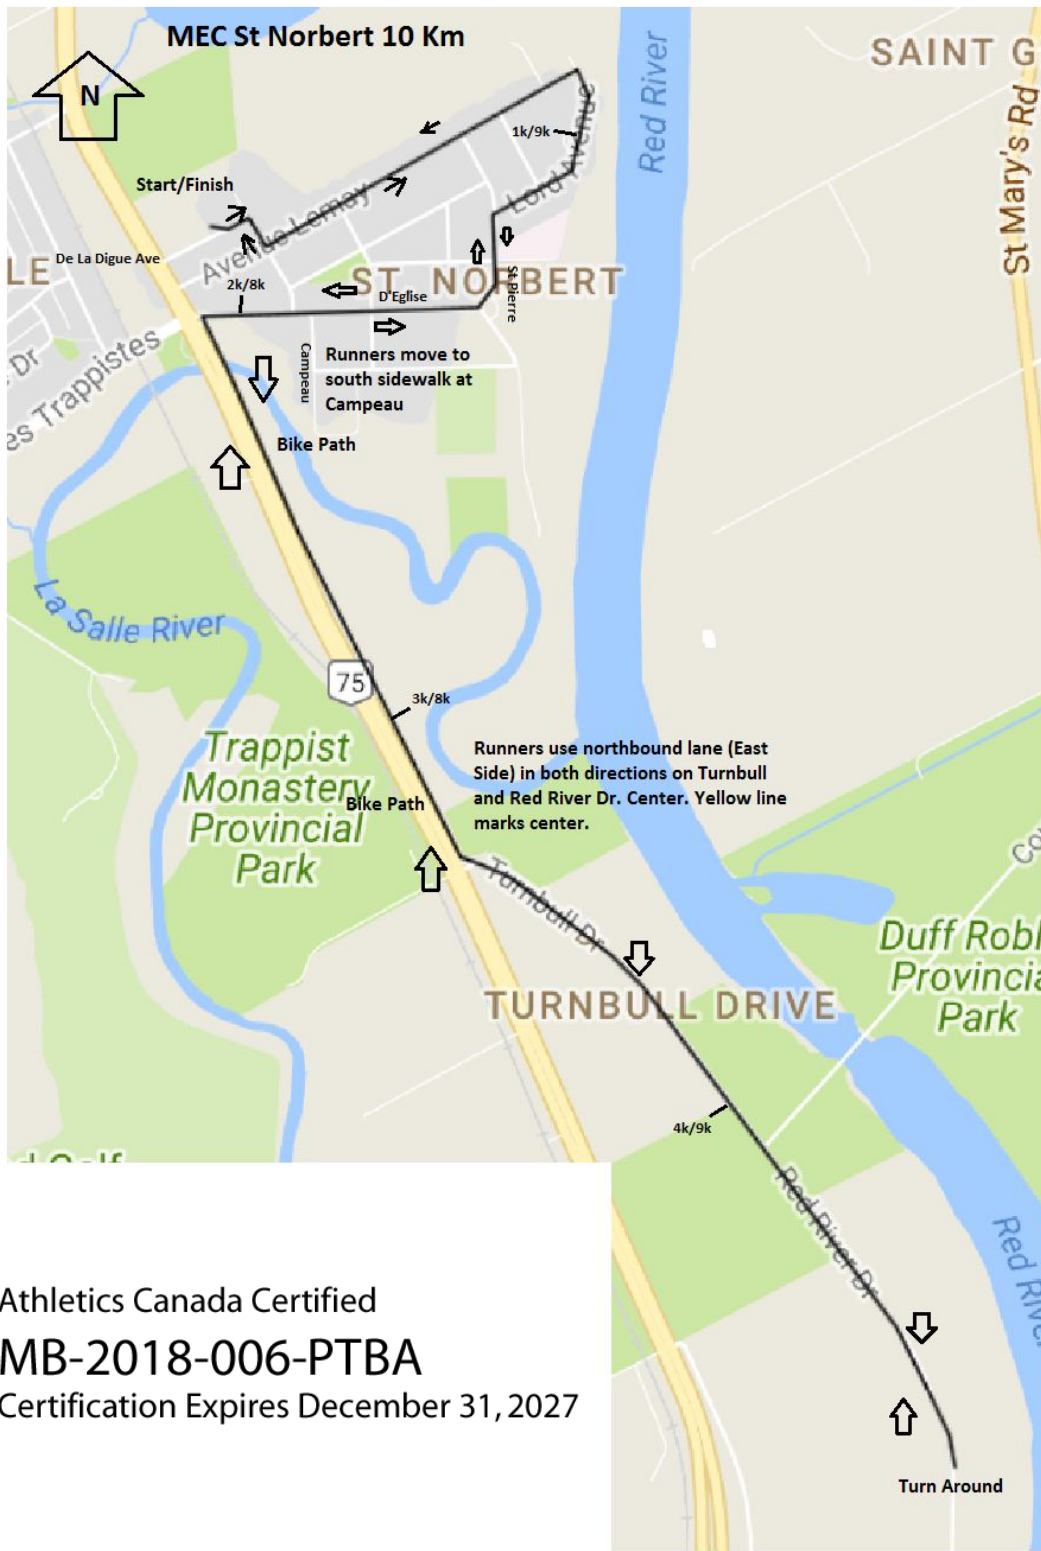 MEC St Norbert 10 Km
SAINT G
N
Red River
St Mary's Rd
1k/9k
Lord Avenue
Start/Finish
Avenue Lemay
De La Digue Ave
LE
2k/8k
ST. NORBERT
D'Eglise
St Pierre
Dr
es Trappistes
Campeau
Runners move to
south sidewalk at
Campeau
Bike Path
La Salle River
75
3k/8k
Trappist
Monastery
Provincial
Park
Bike Path
Runners use northbound lane (East
Side) in both directions on Turnbull
and Red River Dr. Center. Yellow line
marks center.
Co
Turnbull Dr
Duff Robl
Provincia
Park
TURNBULL DRIVE
4k/9k
d Golf
Red River Dr
Red River
Athletics Canada Certified
MB-2018-006-PTBA
Certification Expires December 31, 2027
Turn Around